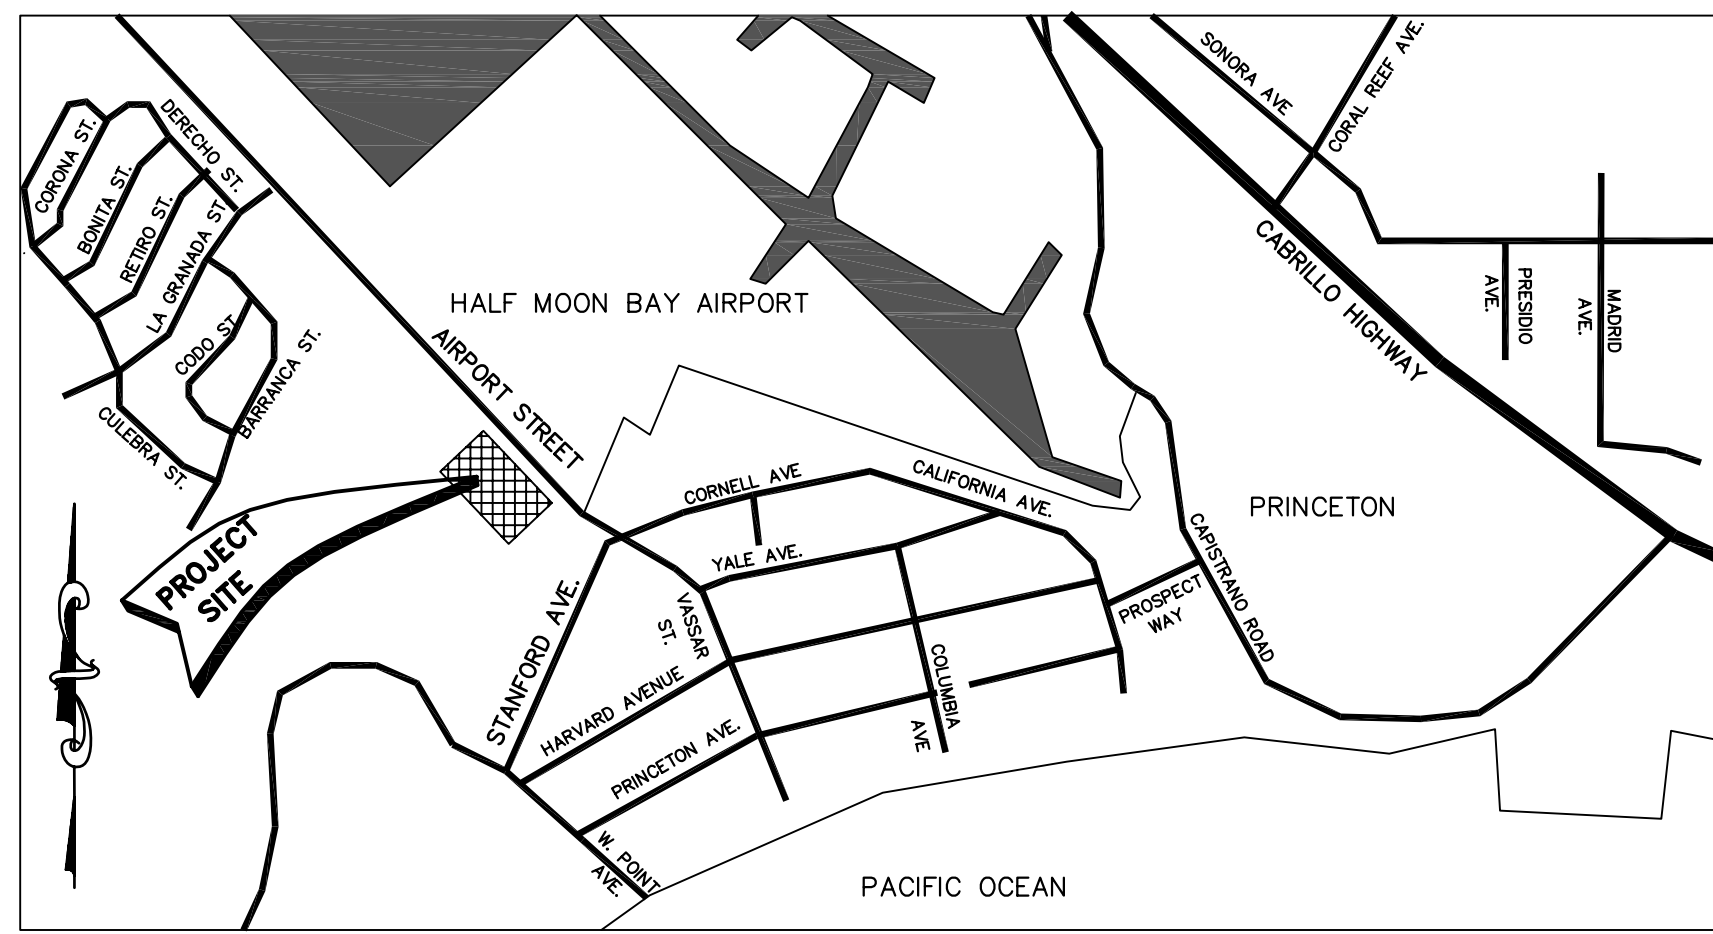 SONORA AVE
CORAL REEF AVE.
DERECHO ST.
CORONA ST.
BONITA ST.
RETIRO ST.
LA GRANADA ST.
CODO ST.
BARRANCA ST.
CULEBRA ST.
HALF MOON BAY AIRPORT
AIRPORT STREET
CABRILLO HIGHWAY
PRESIDIO
AVE.
MADRID
AVE.
CORNELL AVE
CALIFORNIA AVE.
YALE AVE.
PRINCETON
PROJECT
SITE
STANFORD AVE.
VASSAR
ST.
CAPISTRANO ROAD
PROSPECT
WAY
HARVARD AVENUE
COLUMBIA
AVE
PRINCETON AVE.
W. POINT
AVE.
PACIFIC OCEAN